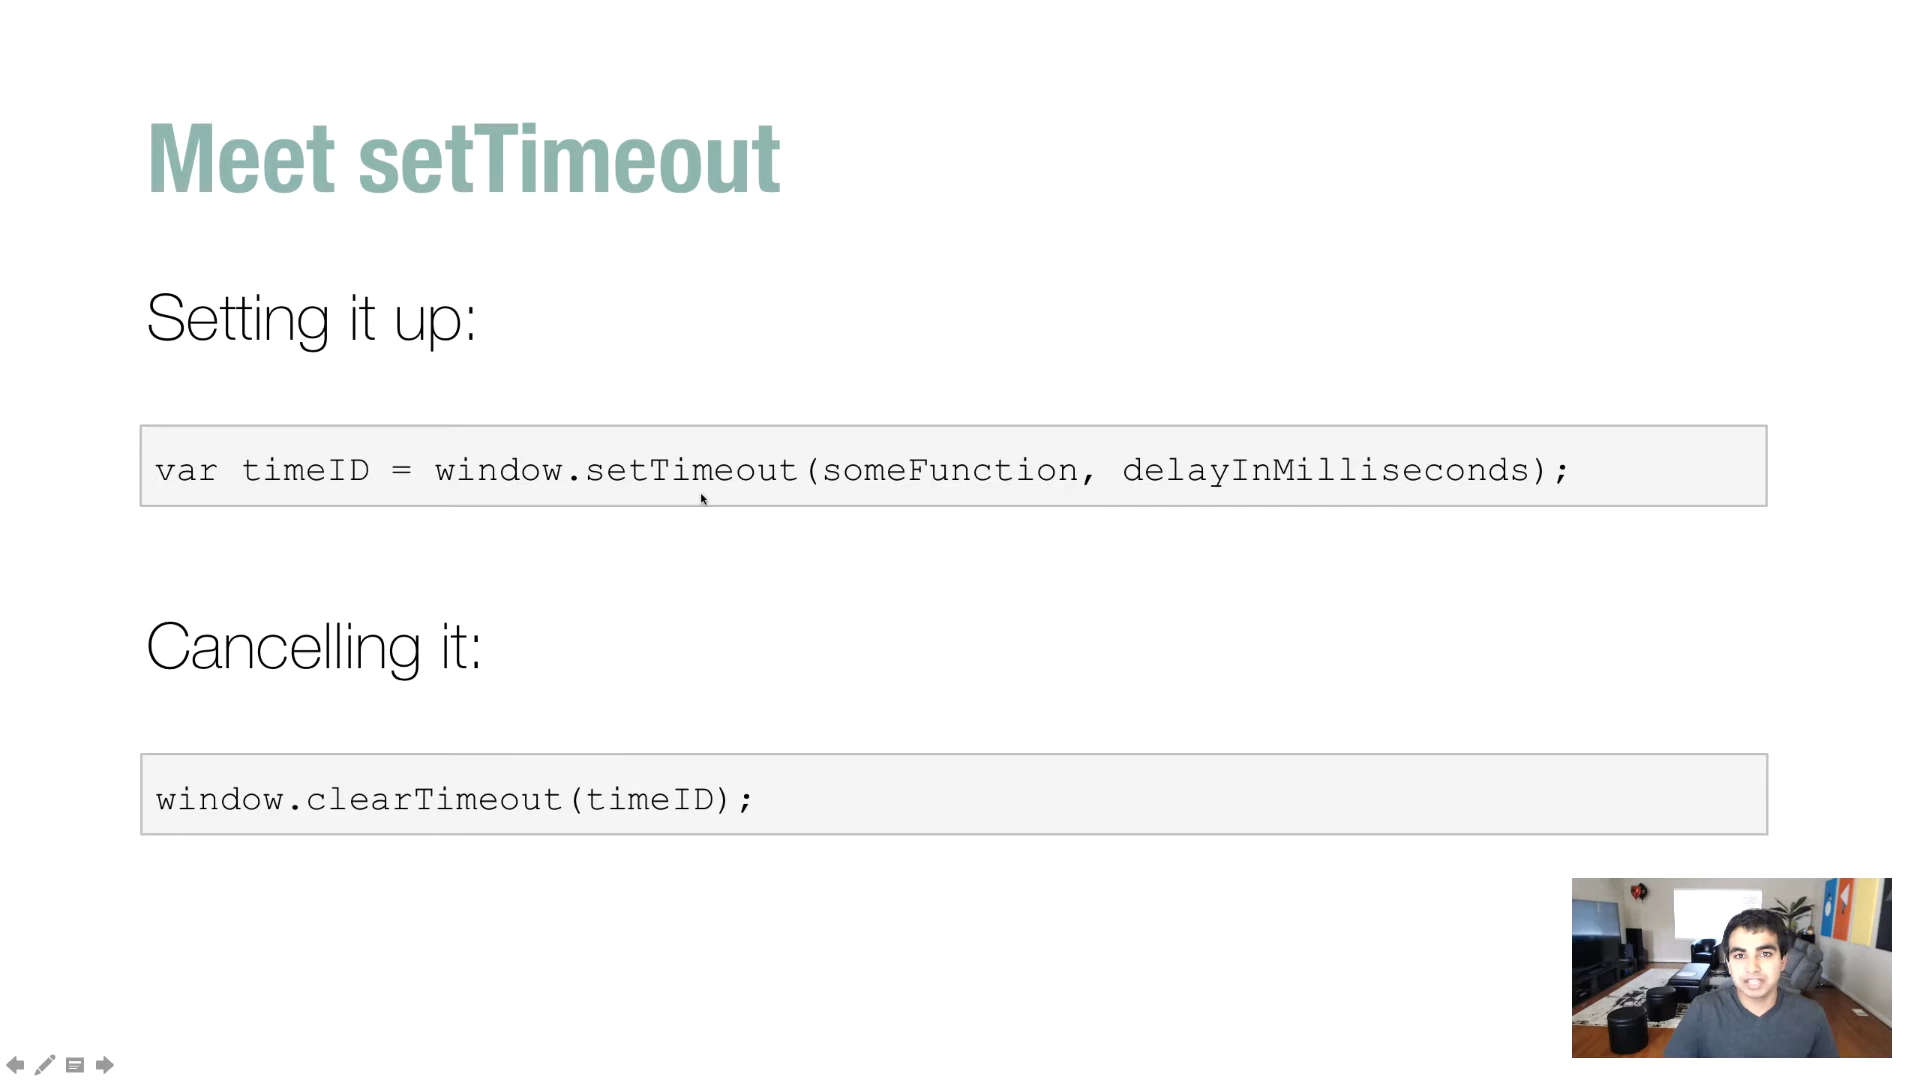 Meet setTimeout
Setting it up:
var timeID = window.setTimeout(someFunction, delayInMilliseconds);
Cancelling it:
window.clearTimeout(timeID);